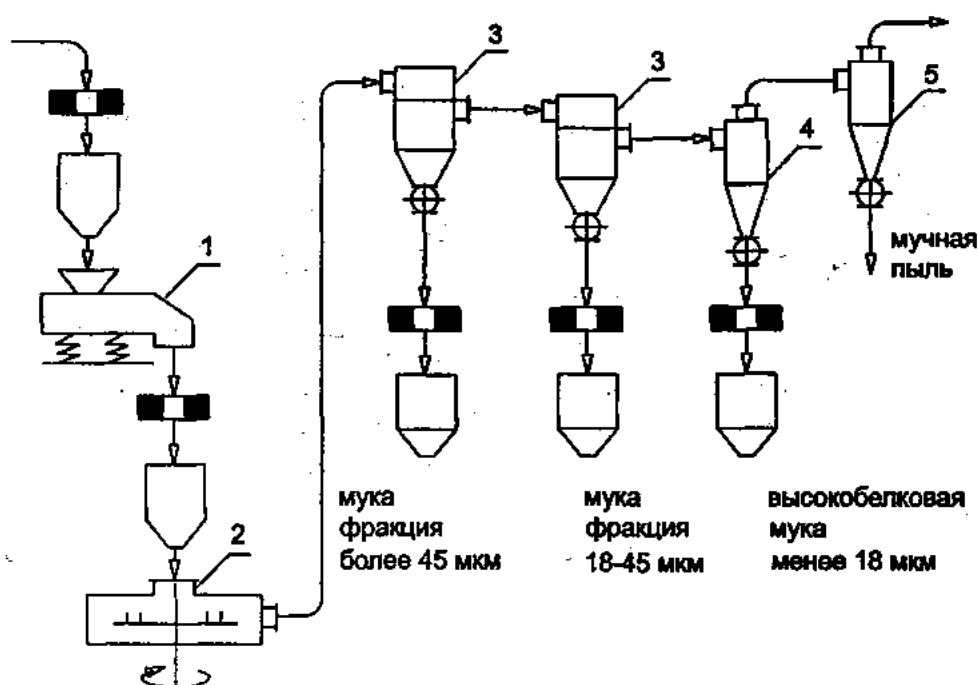 3
3
5
4
1
2
мучная
пыль
мука
фракция
более 45 мкм
мука
фракция
18-45 мкм
высокобелковая
мука
менее 18 мкм